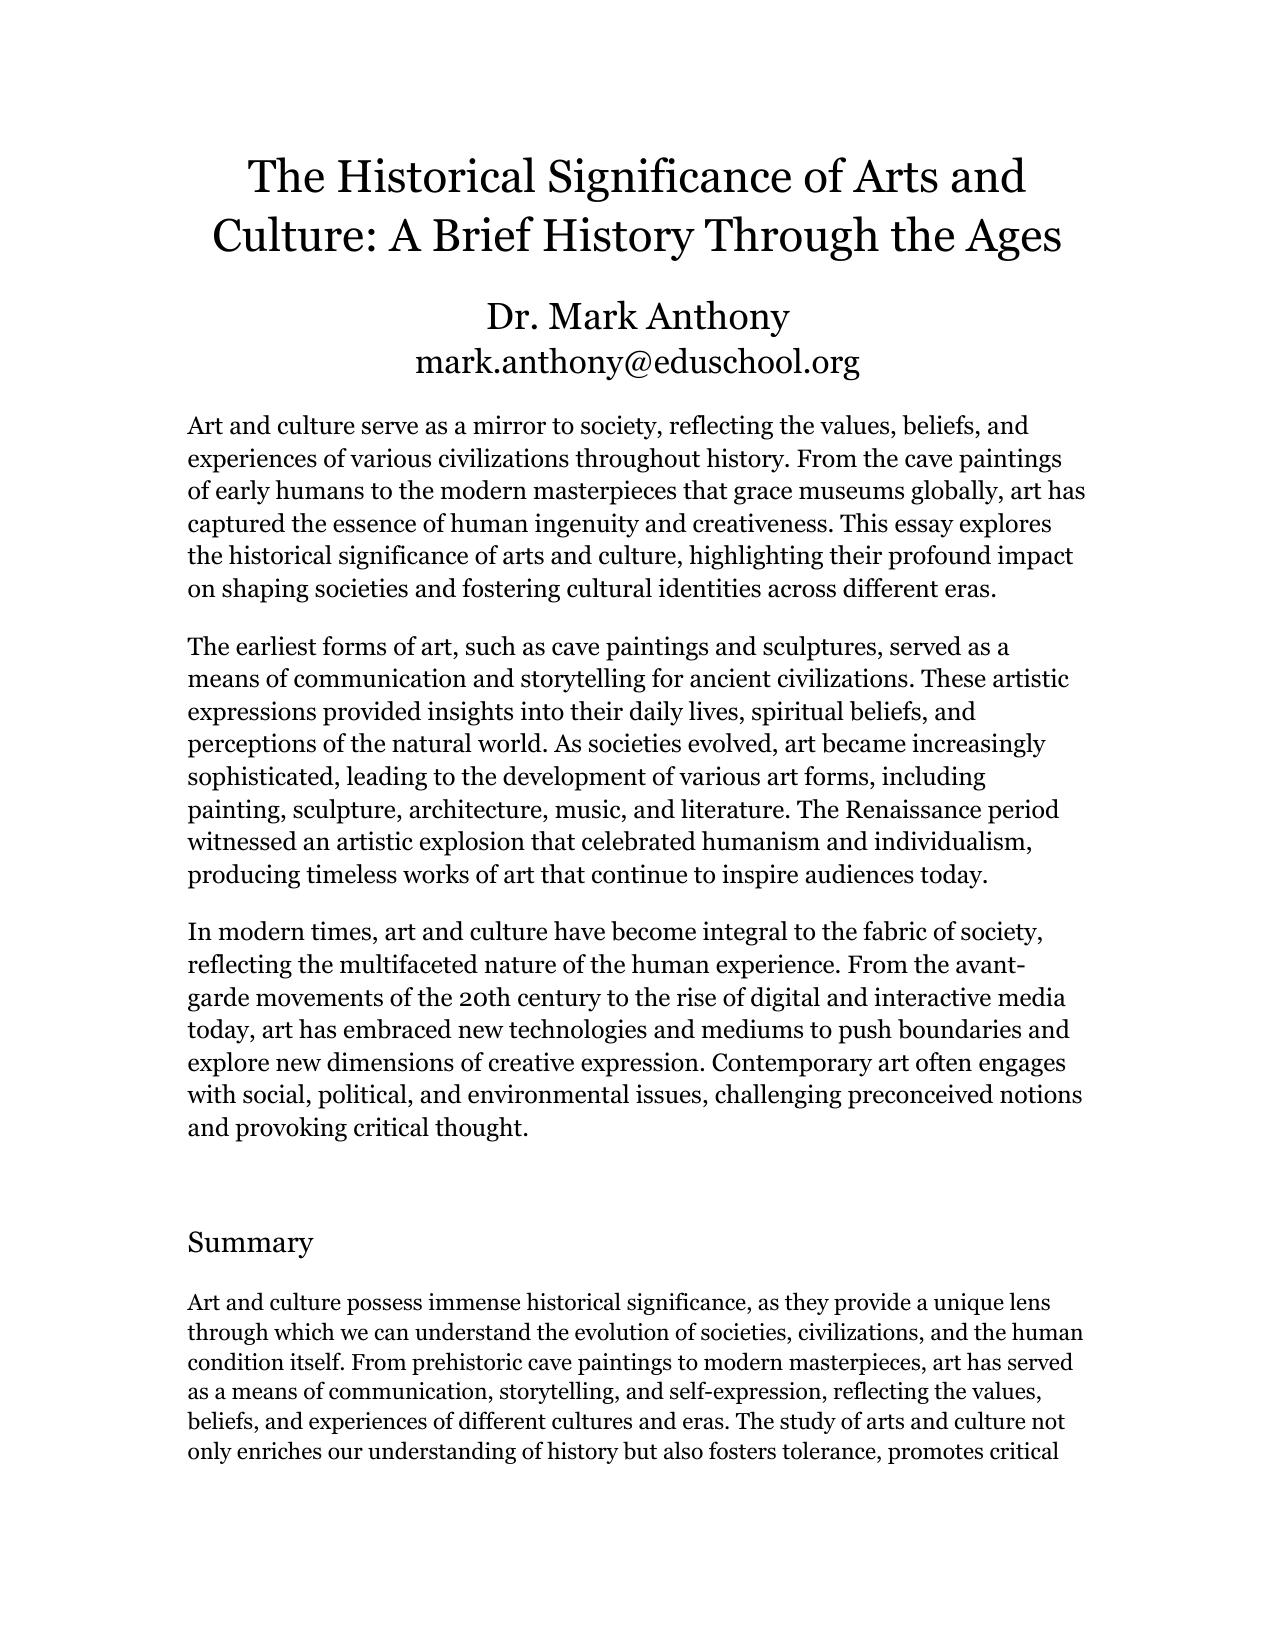 The Historical Significance of Arts and
Culture: A Brief History Through the Ages
Dr. Mark Anthony
mark.anthony@eduschool.org
Art and culture serve as a mirror to society, reflecting the values, beliefs, and
experiences of various civilizations throughout history. From the cave paintings
of early humans to the modern masterpieces that grace museums globally, art has
captured the essence of human ingenuity and creativeness. This essay explores
the historical significance of arts and culture, highlighting their profound impact
on shaping societies and fostering cultural identities across different eras.
The earliest forms of art, such as cave paintings and sculptures, served as a
means of communication and storytelling for ancient civilizations. These artistic
expressions provided insights into their daily lives, spiritual beliefs, and
perceptions of the natural world. As societies evolved, art became increasingly
sophisticated, leading to the development of various art forms, including
painting, sculpture, architecture, music, and literature. The Renaissance period
witnessed an artistic explosion that celebrated humanism and individualism,
producing timeless works of art that continue to inspire audiences today.
In modern times, art and culture have become integral to the fabric of society,
reflecting the multifaceted nature of the human experience. From the avant-
garde movements of the 20th century to the rise of digital and interactive media
today, art has embraced new technologies and mediums to push boundaries and
explore new dimensions of creative expression. Contemporary art often engages
with social, political, and environmental issues, challenging preconceived notions
and provoking critical thought.
Summary
Art and culture possess immense historical significance, as they provide a unique lens
through which we can understand the evolution of societies, civilizations, and the human
condition itself. From prehistoric cave paintings to modern masterpieces, art has served
as a means of communication, storytelling, and self-expression, reflecting the values,
beliefs, and experiences of different cultures and eras. The study of arts and culture not
only enriches our understanding of history but also fosters tolerance, promotes critical